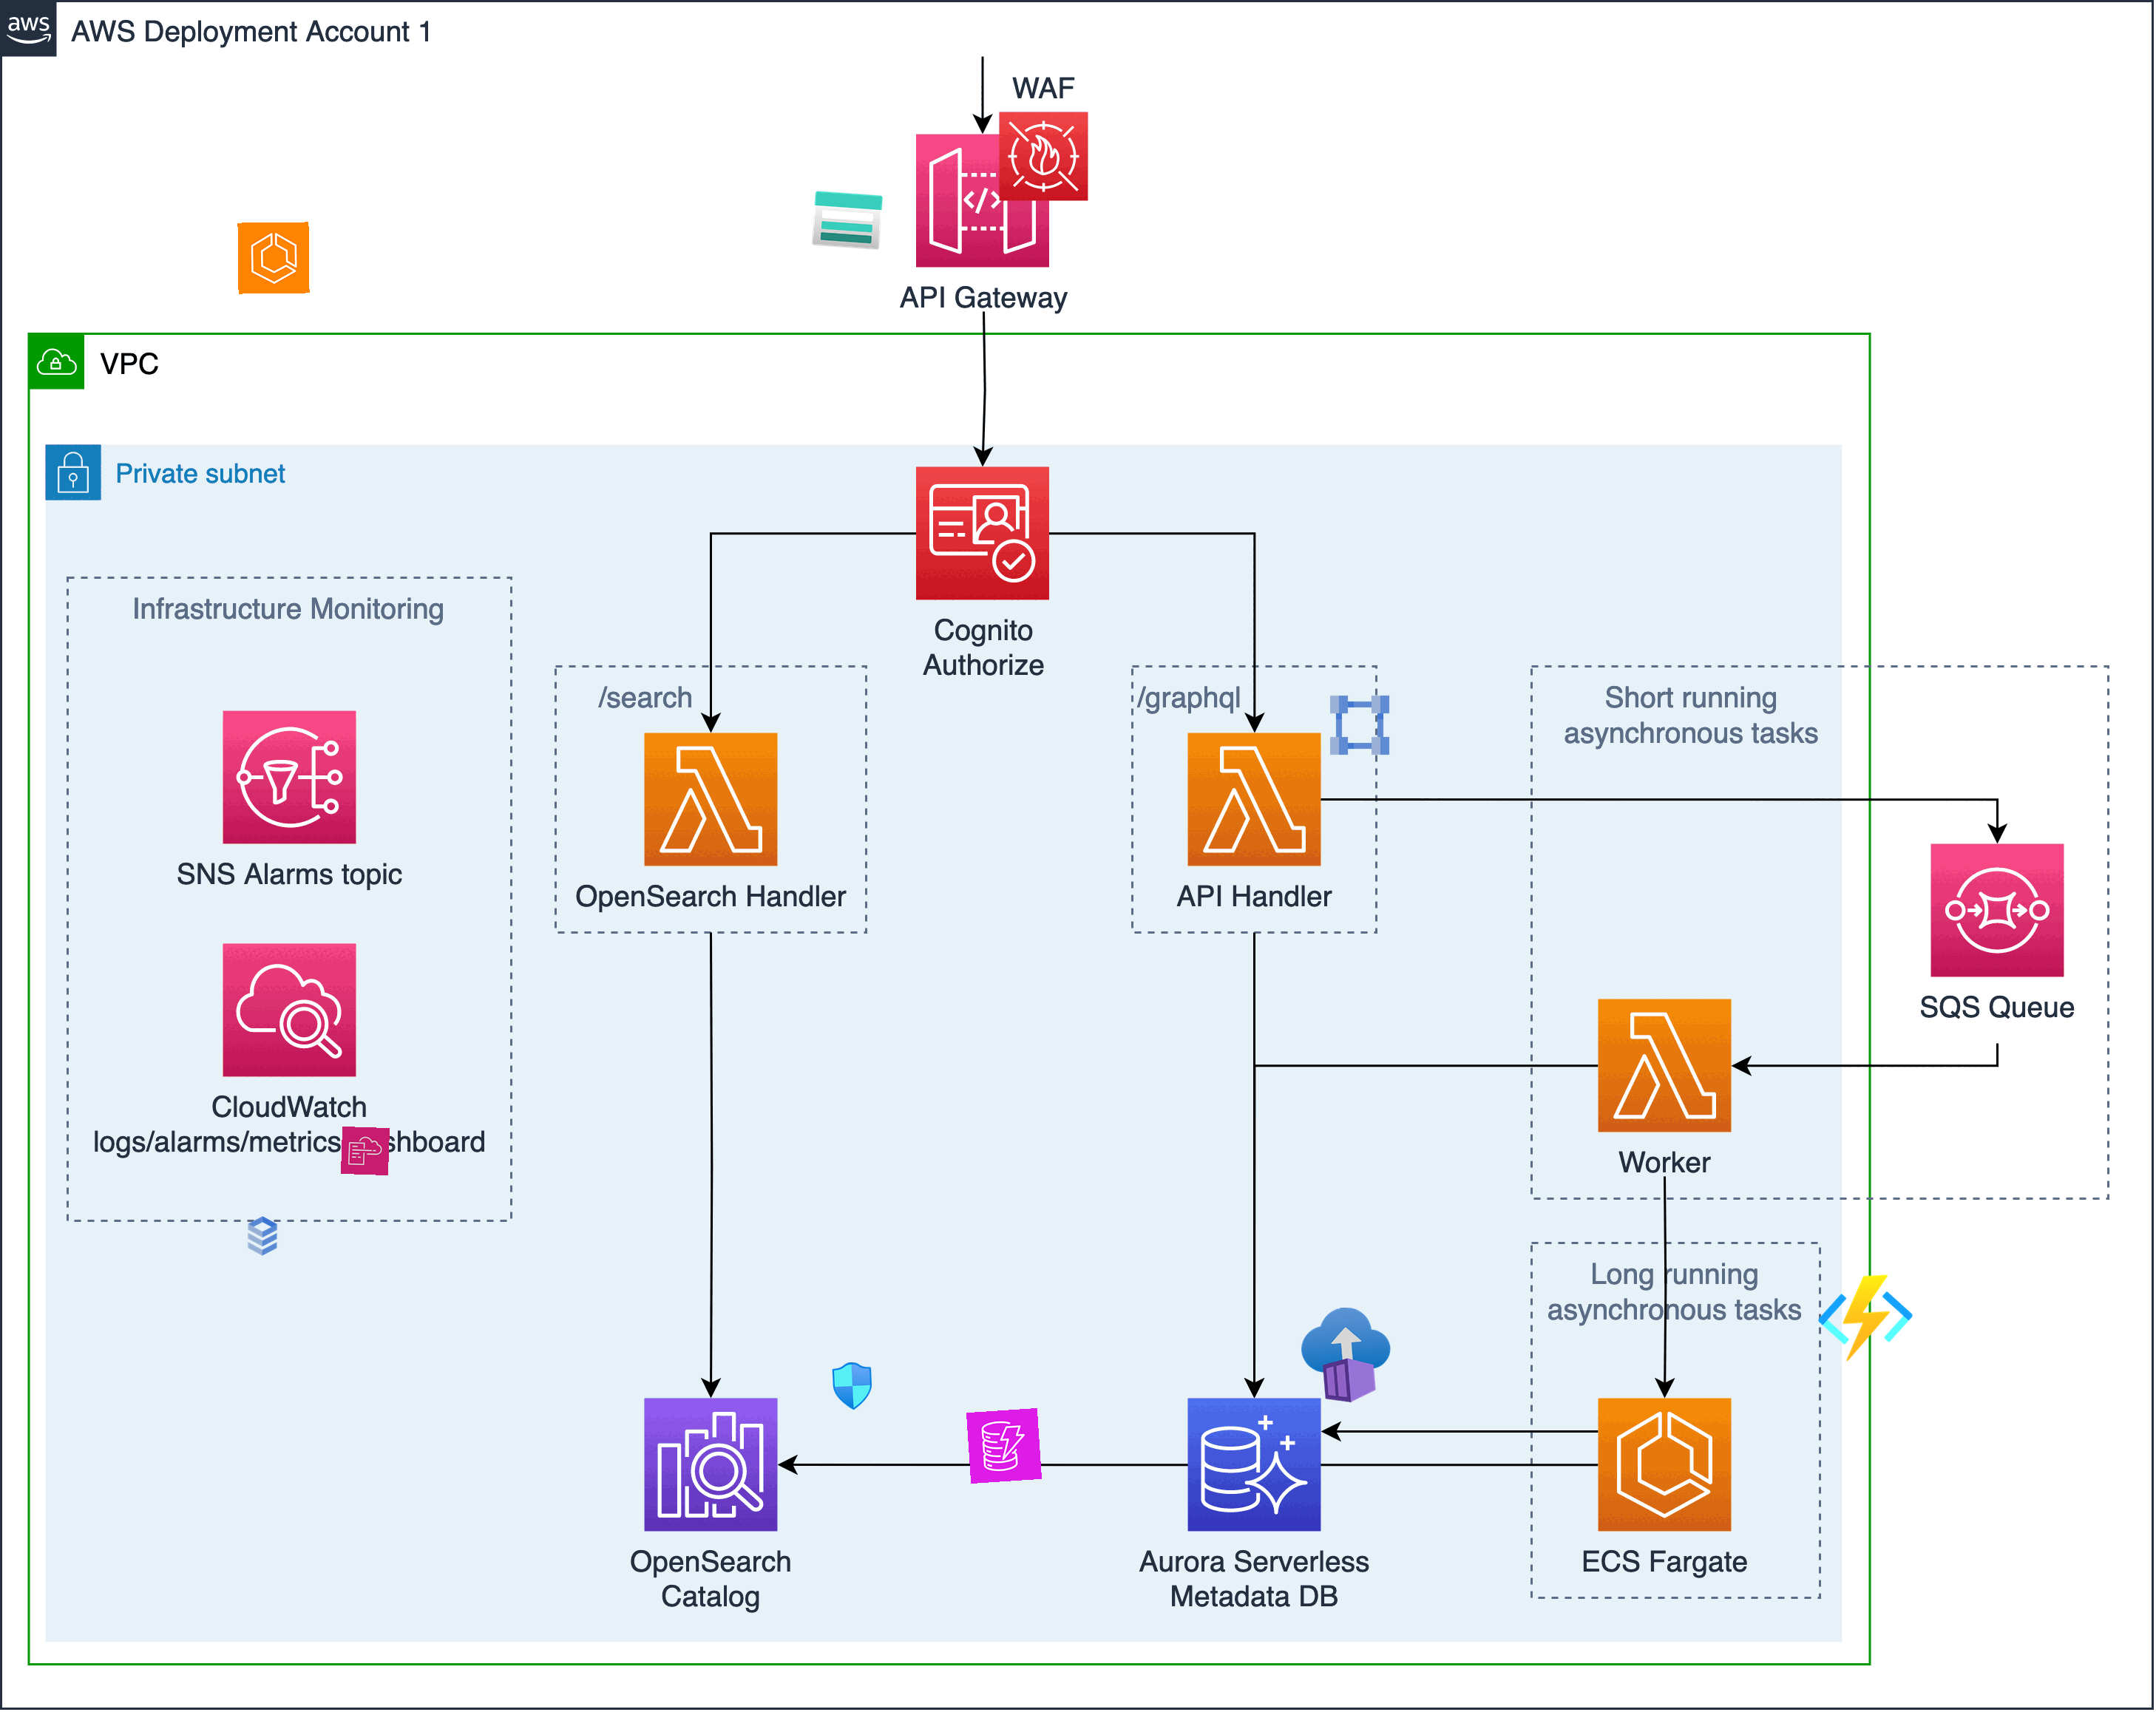 aws
AWS Deployment Account 1
WAF
API Gateway
VPC
Private subnet
Cognito
Authorize
Infrastructure Monitoring
/search
/graphql
Short running
asynchronous tasks
SNS Alarms topic
OpenSearch Handler
API Handler
SQS Queue
CloudWatch
logs/alarms/metrics shboard
Worker
Long running
asynchronous tasks
OpenSearch
Catalog
Aurora Serverless
Metadata DB
ECS Fargate